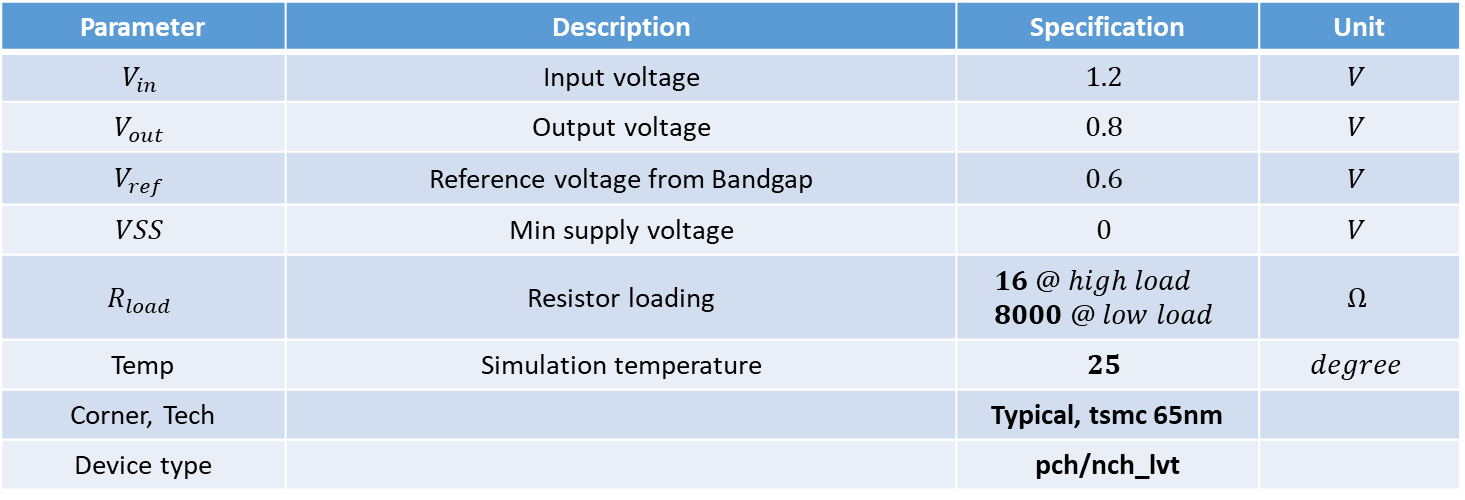 Parameter Description Specification Unit
V_in Input voltage 1.2 V
V_out Output voltage 0.8 V
V_ref Reference voltage from Bandgap 0.6 V
VSS Min supply voltage 0 V
R_load Resistor loading 16 @ high load Ω
8000 @ low load
Temp Simulation temperature 25 degree
Corner, Tech Typical, tsmc 65nm
Device type pch/nch_lvt